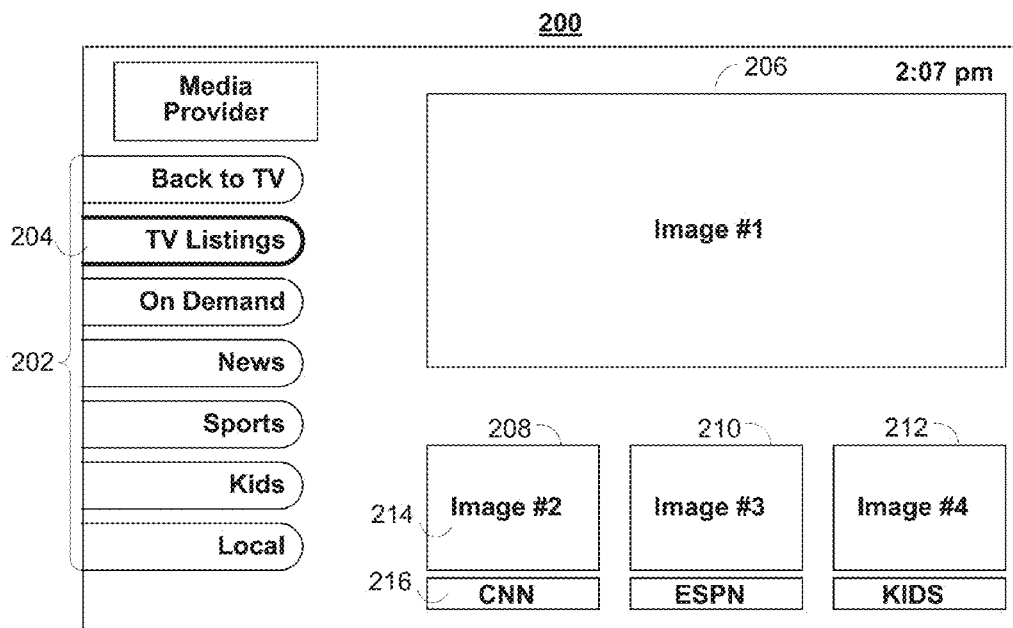 200
206
2:07 pm
Media
Provider
Back to TV
204
TV Listings
Image #1
On Demand
202
News
Sports
Kids
Local
208
210
212
Image #2
Image #3
Image #4
214
216
CNN
ESPN
KIDS